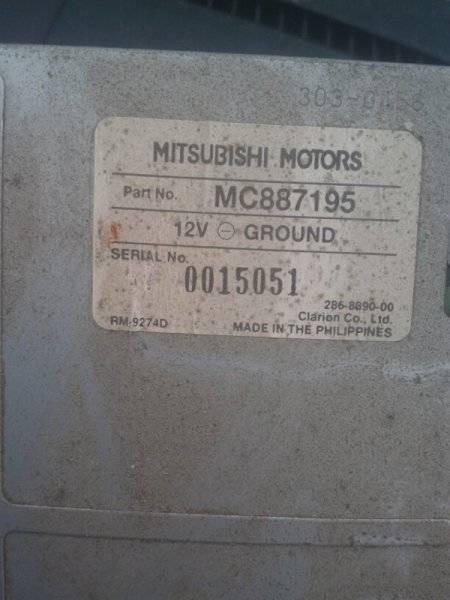 MITSUBISHI MOTORS
Part No. MC887195
12V ⊖ GROUND
SERIAL No.
0015051
286-8890-00
Clarion Co., Ltd.
RM-9274D MADE IN THE PHILIPPINES